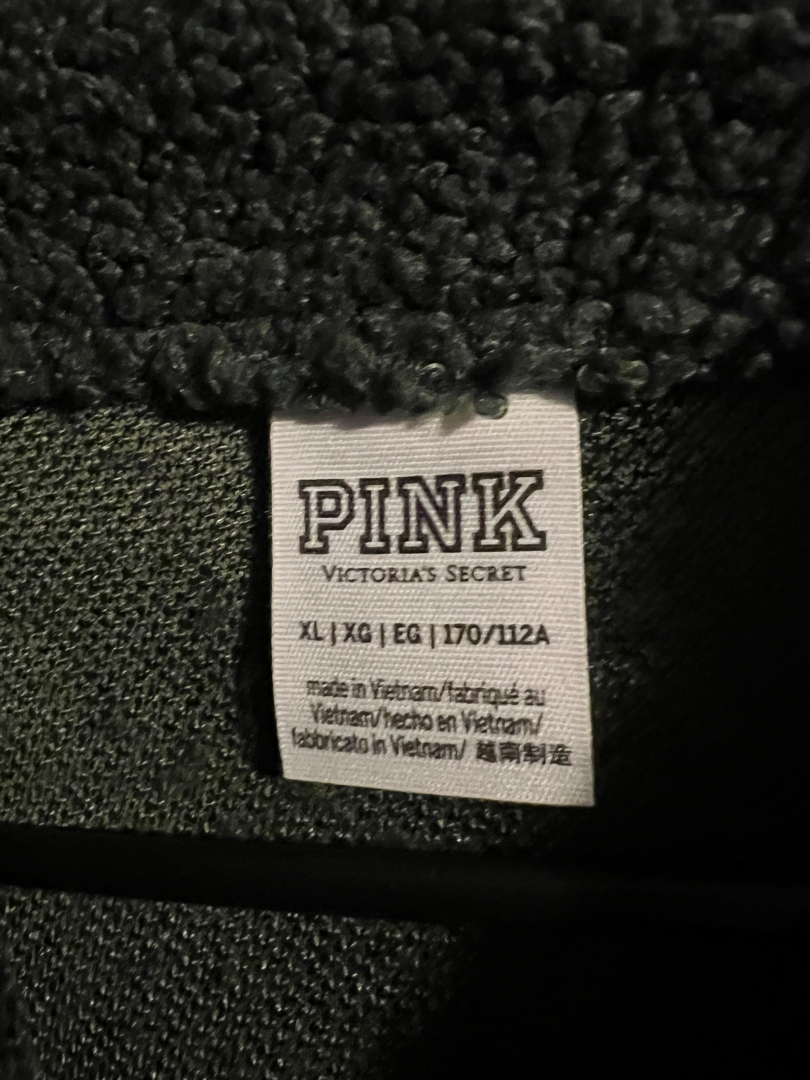 PINK
VICTORIA'S SECRET
XL | XG | EG | 170/112A
made in Vietnam/fabriqué au
Vietnam/hecho en Vietnam/
fabbricato in Vietnam/ 越南制造